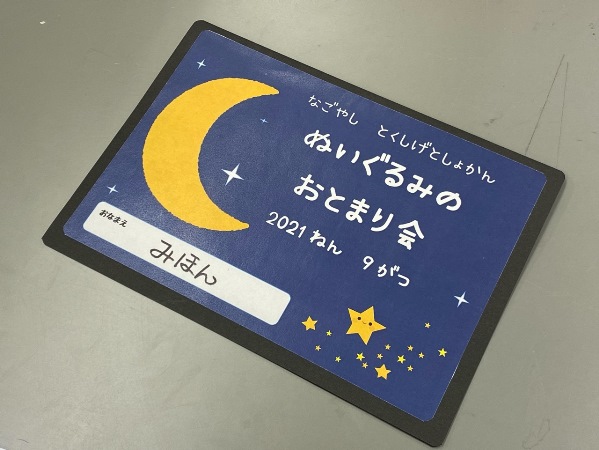 なごやし　とくしげとしょかん
ぬいぐるみの
おとまり会
2021ねん　9がつ
おなまえ
みほん